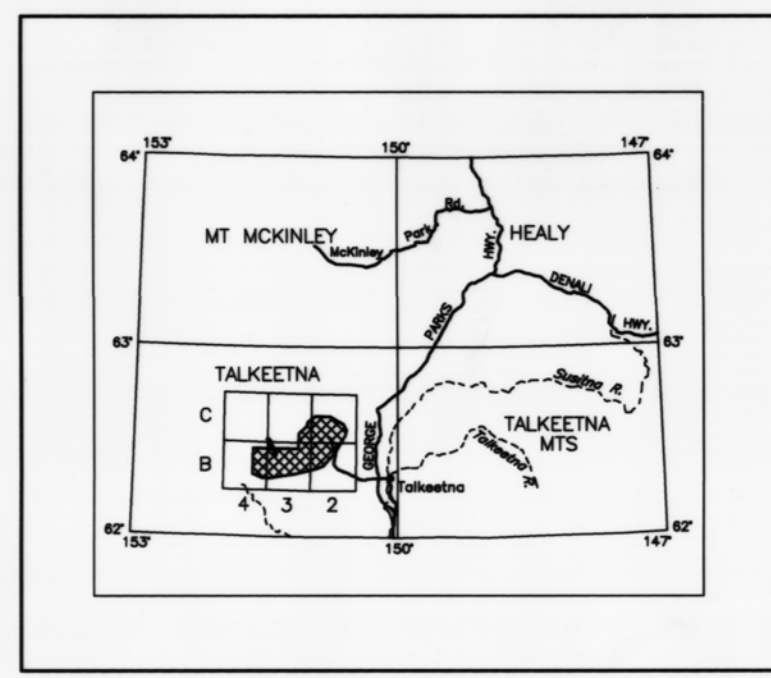 153° 150° 147°
64° 64°
Rd.
MT MCKINLEY Park HWY. HEALY
McKinley
DENALI
PARKS HWY.
63° 63°
TALKEETNA Susitna R.
C TALKEETNA
MTS
GEORGE Talkeetna R.
B
Talkeetna
4 3 2
62° 62°
153° 150° 147°